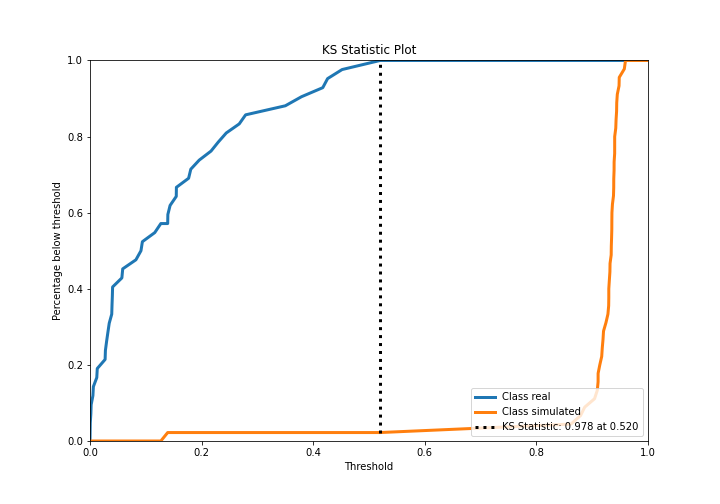 KS Statistic Plot
1.0
0.8
0.6
0.4
0.2
0.0
Percentage below threshold
Class real
Class simulated
KS Statistic: 0.978 at 0.520
0.0 0.2 0.4 0.6 0.8 1.0
Threshold